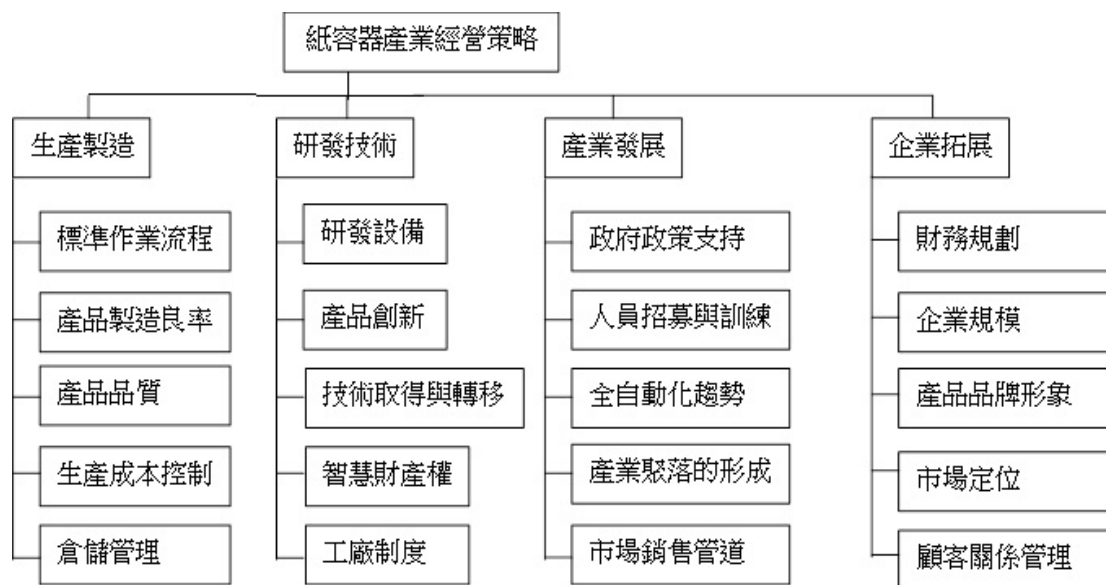 紙容器產業經營策略
生產製造
標準作業流程
產品製造良率
產品品質
生產成本控制
倉儲管理
研發技術
研發設備
產品創新
技術取得與轉移
智慧財產權
工廠制度
產業發展
政府政策支持
人員招募與訓練
全自動化趨勢
產業聚落的形成
市場銷售管道
企業拓展
財務規劃
企業規模
產品品牌形象
市場定位
顧客關係管理